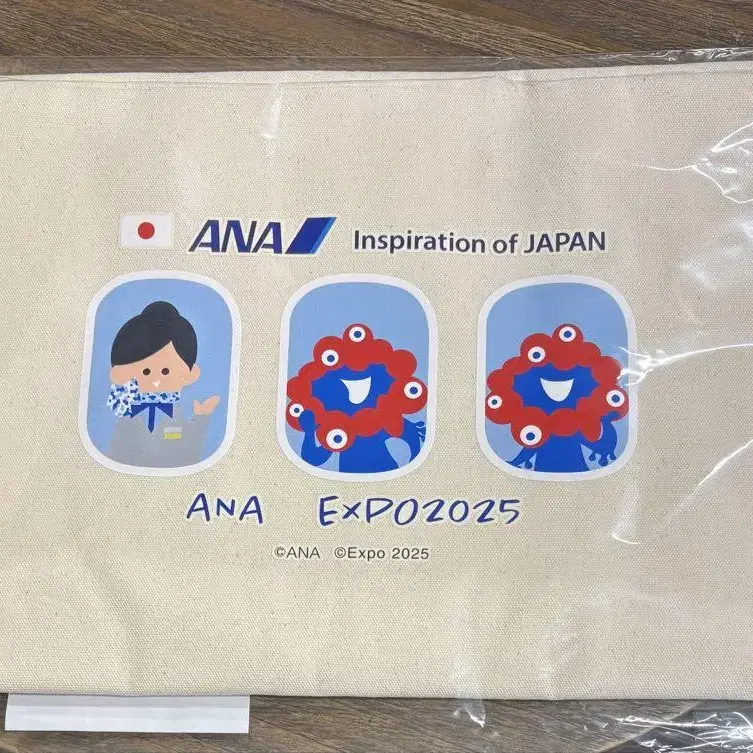 ANA Inspiration of JAPAN
ANA EXPO2025
©ANA ©Expo 2025